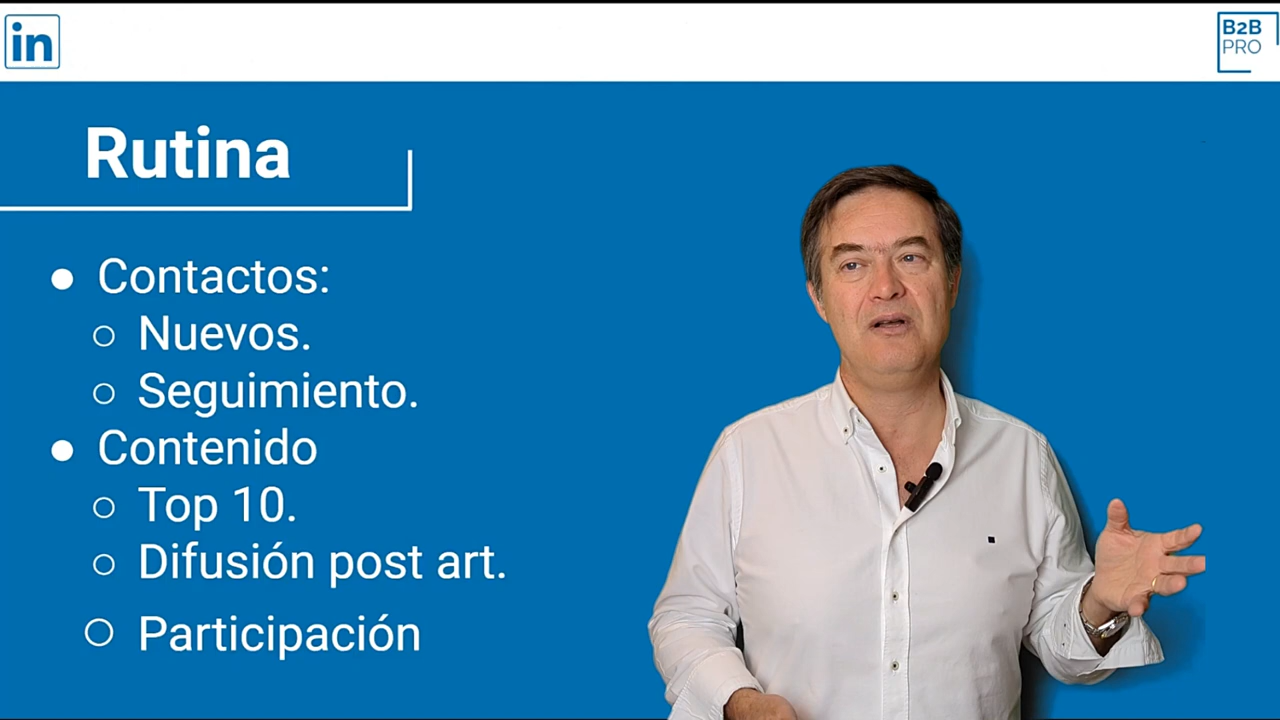 in
B2B
PRO
Rutina
● Contactos:
○ Nuevos.
○ Seguimiento.
● Contenido
○ Top 10.
○ Difusión post art.
○ Participación